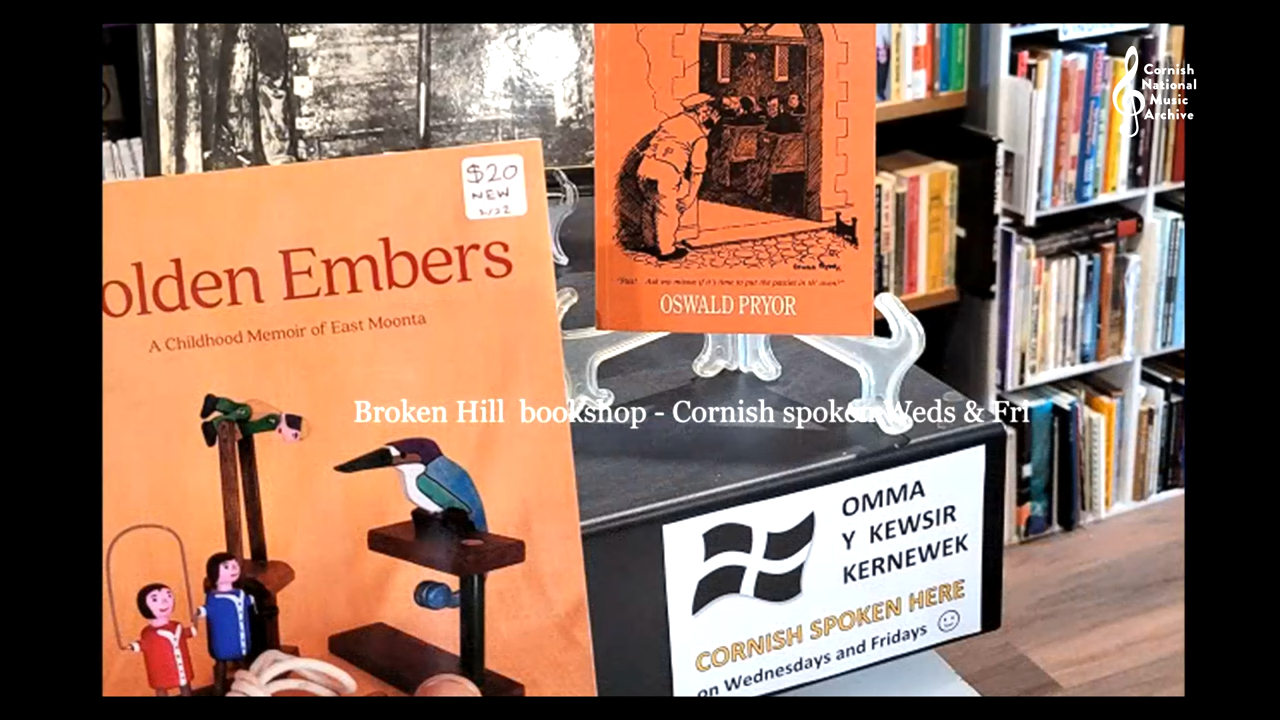 Cornish
National
Music
Archive
$20
NEW
olden Embers
A Childhood Memoir of East Moonta
OSWALD PRYOR
Broken Hill bookshop - Cornish spoken Weds & Fri
OMMA
Y KEWSIR
KERNEWEK
CORNISH SPOKEN HERE
on Wednesdays and Fridays